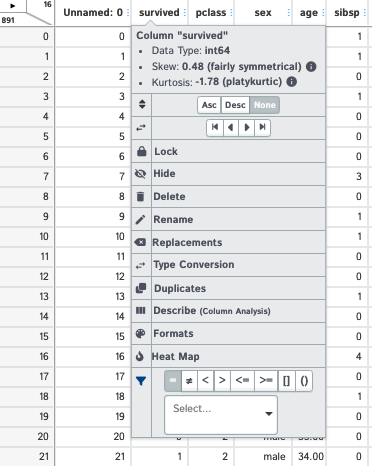 ▶ 16
891
Unnamed: 0 survived pclass sex age sibsp
Column "survived"
• Data Type: int64
• Skew: 0.48 (fairly symmetrical)
• Kurtosis: -1.78 (platykurtic)
Asc Desc None
Lock
Hide
Delete
Rename
Replacements
Type Conversion
Duplicates
Describe (Column Analysis)
Formats
Heat Map
= ≠ < > <= >= [] ()
Select...
0 0 1
1 1 1
2 2 0
3 3 1
4 4 0
5 5 0
6 6 0
7 7 3
8 8 0
9 9 1
10 10 1
11 11 0
12 12 0
13 13 1
14 14 0
15 15 0
16 16 4
17 17 0
18 18 1
19 19 0
20 20 2 male 0
21 21 1 2 male 34.00 0